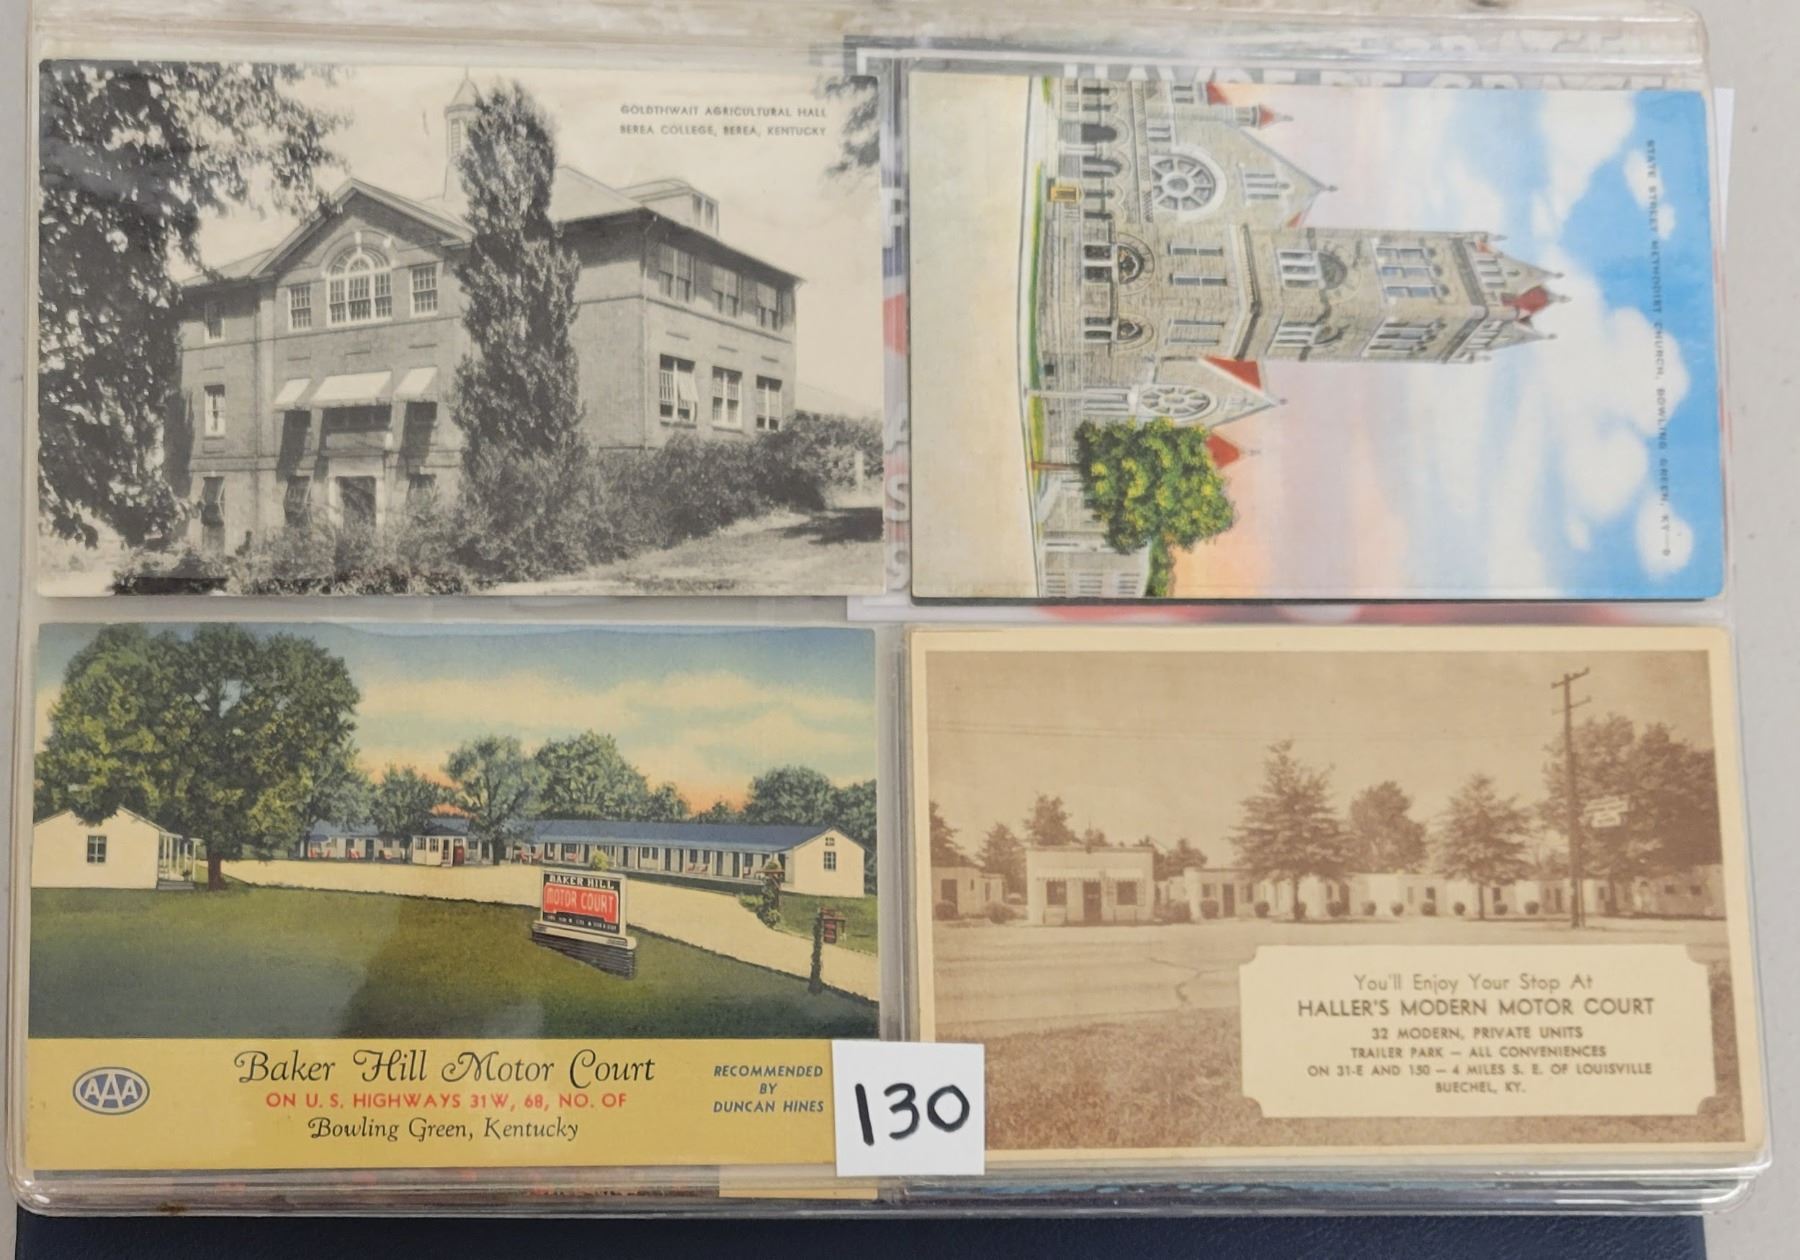 GOLDTHWAIT AGRICULTURAL HALL
BEREA COLLEGE, BEREA, KENTUCKY
STATE STREET METHODIST CHURCH, BOWLING GREEN, KY.
BAKER HILL
MOTOR COURT
AAA
Baker Hill Motor Court
ON U. S. HIGHWAYS 31W, 68, NO. OF
Bowling Green, Kentucky
RECOMMENDED
BY
DUNCAN HINES
130
You'll Enjoy Your Stop At
HALLER'S MODERN MOTOR COURT
32 MODERN, PRIVATE UNITS
TRAILER PARK — ALL CONVENIENCES
ON 31-E AND 150 — 4 MILES S. E. OF LOUISVILLE
BUECHEL, KY.